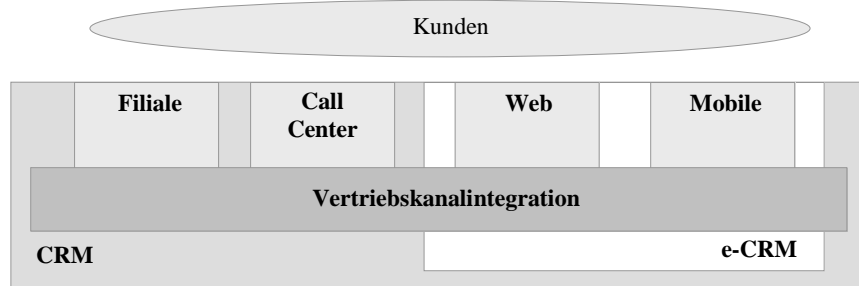 Kunden
Filiale
Call
Center
Web
Mobile
Vertriebskanalintegration
CRM
e-CRM